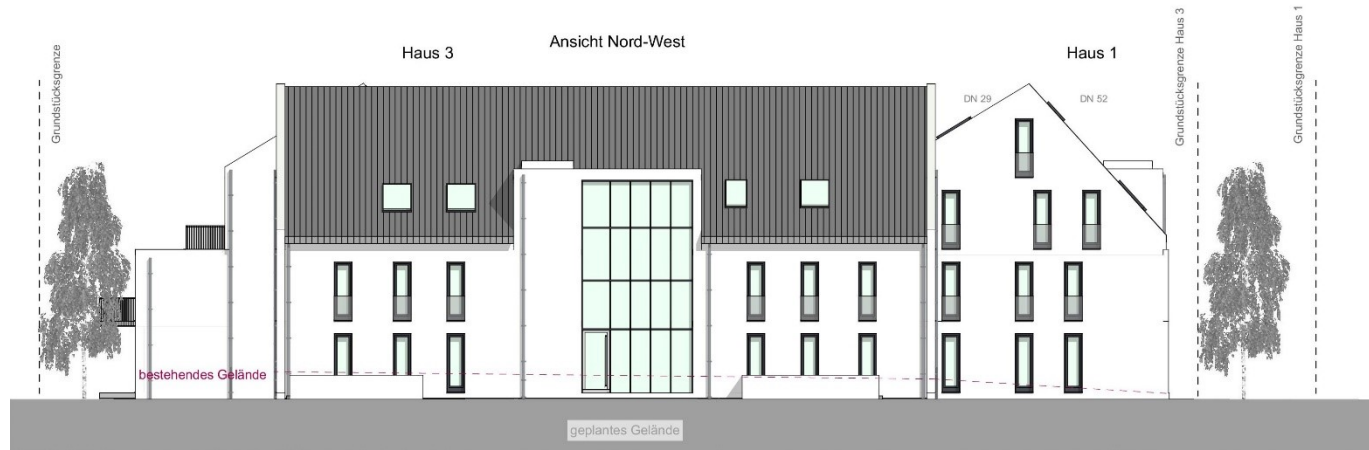 Ansicht Nord-West
Haus 3
Haus 1
Grundstücksgrenze
Grundstücksgrenze Haus 3
Grundstücksgrenze Haus 1
DN 29
DN 52
bestehendes Gelände
geplantes Gelände